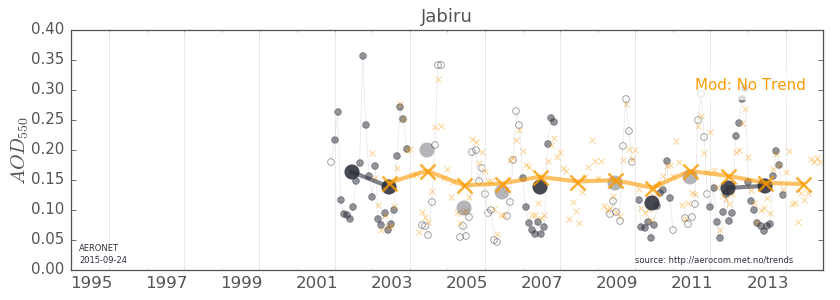 Jabiru
0.40
0.35
0.30
0.25
0.20
0.15
0.10
0.05
0.00
AOD550
Mod: No Trend
AERONET
2015-09-24
source: http://aerocom.met.no/trends
1995 1997 1999 2001 2003 2005 2007 2009 2011 2013